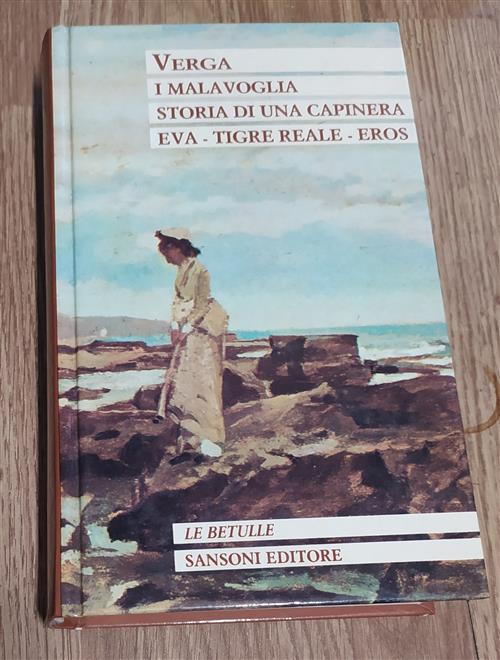 VERGA
I MALAVOGLIA
STORIA DI UNA CAPINERA
EVA - TIGRE REALE - EROS
LE BETULLE
SANSONI EDITORE